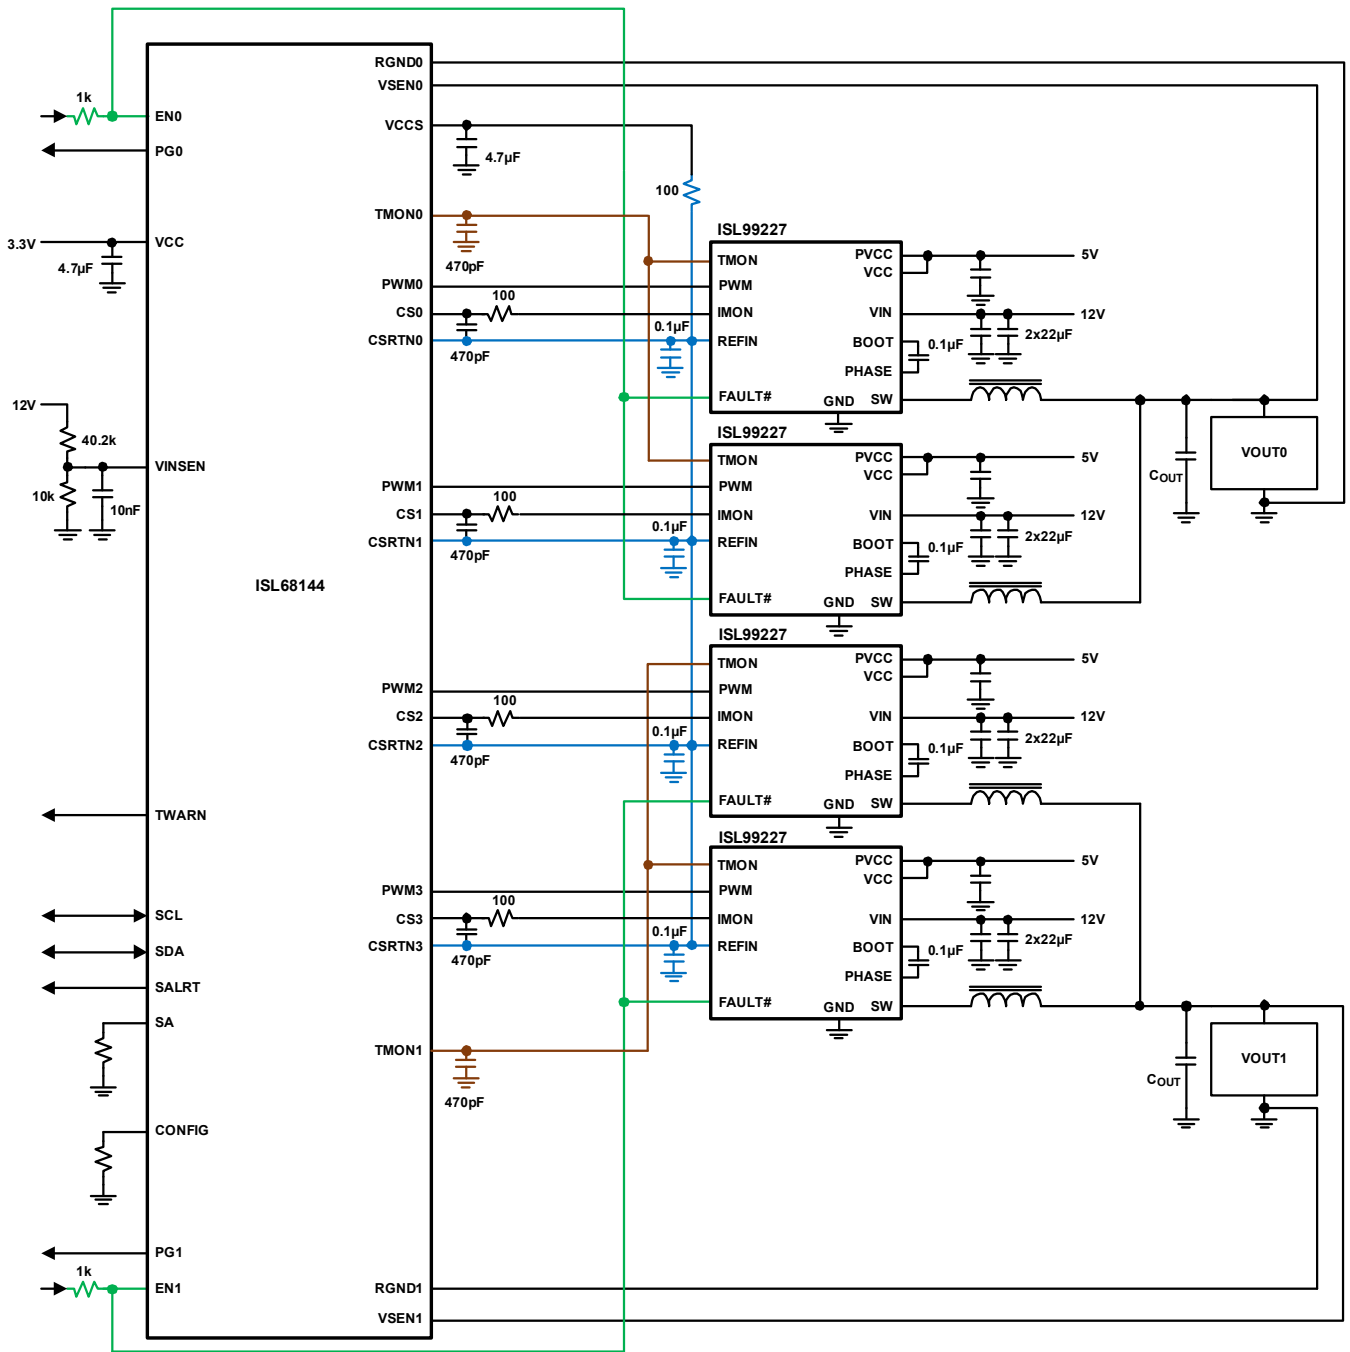 RGND0
VSEN0
1k
EN0
VCCS
PG0
4.7µF
100
TMON0
3.3V
VCC
4.7µF
470pF
PWM0
100
CS0
CSRTN0
470pF
0.1µF
ISL99227
TMON
PWM
IMON
REFIN
FAULT#
PVCC
VCC
VIN
BOOT
PHASE
GND
SW
5V
12V
2x22µF
0.1µF
12V
40.2k
VINSEN
10k
10nF
ISL68144
PWM1
100
CS1
CSRTN1
470pF
0.1µF
ISL99227
TMON
PWM
IMON
REFIN
FAULT#
PVCC
VCC
VIN
BOOT
PHASE
GND
SW
5V
12V
2x22µF
0.1µF
COUT
VOUT0
PWM2
100
CS2
CSRTN2
470pF
0.1µF
ISL99227
TMON
PWM
IMON
REFIN
FAULT#
PVCC
VCC
VIN
BOOT
PHASE
GND
SW
5V
12V
2x22µF
0.1µF
TWARN
SCL
SDA
SALRT
SA
CONFIG
PWM3
100
CS3
CSRTN3
470pF
0.1µF
ISL99227
TMON
PWM
IMON
REFIN
FAULT#
PVCC
VCC
VIN
BOOT
PHASE
GND
SW
5V
12V
2x22µF
0.1µF
TMON1
470pF
COUT
VOUT1
PG1
1k
EN1
RGND1
VSEN1